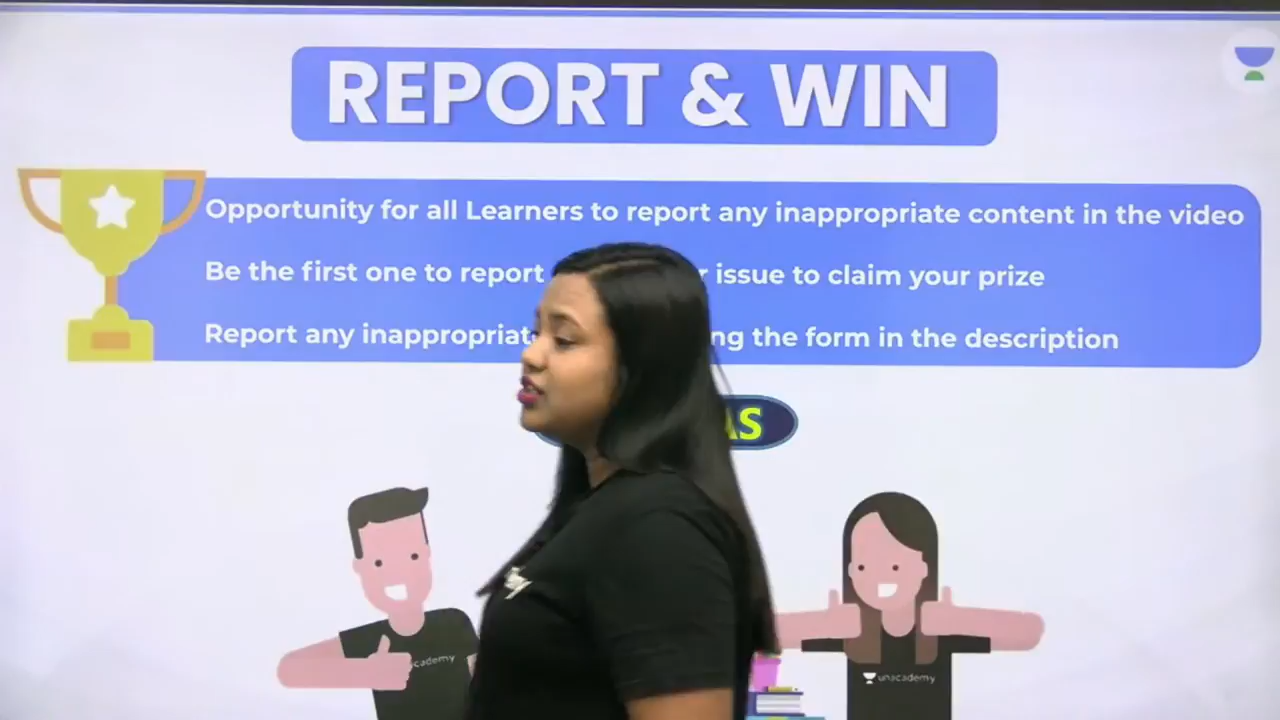 REPORT & WIN
Opportunity for all Learners to report any inappropriate content in the video
Be the first one to report issue to claim your prize
Report any the form in the description
unacademy